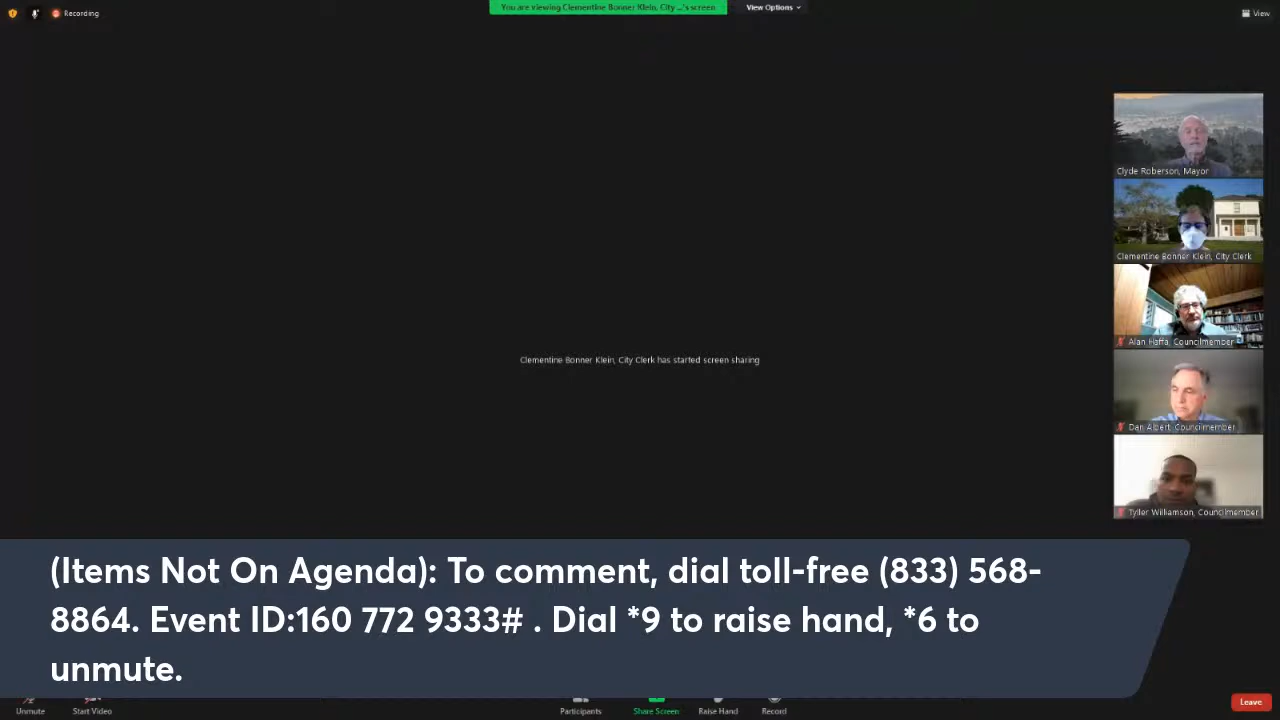 Recording
You are viewing Clementine Bonner Klein, City ...'s screen
View Options
View
Clyde Roberson, Mayor
Clementine Bonner Klein, City Clerk
Alan Haffa, Councilmember
Clementine Bonner Klein, City Clerk has started screen sharing
Dan Albert, Councilmember
Tyller Williamson, Councilmember
(Items Not On Agenda): To comment, dial toll-free (833) 568-
8864. Event ID:160 772 9333# . Dial *9 to raise hand, *6 to
unmute.
Unmute
Start Video
Participants
Share Screen
Raise Hand
Record
Leave